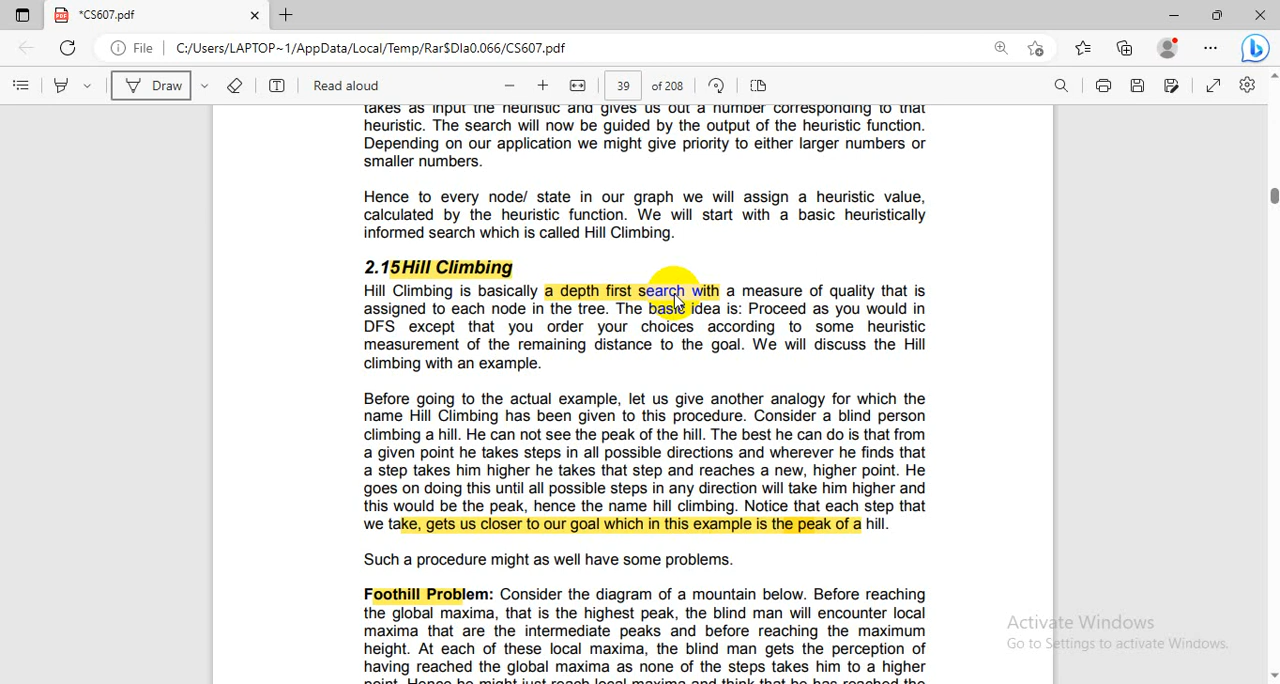 *CS607.pdf
File
C:/Users/LAPTOP~1/AppData/Local/Temp/Rar$DIa0.066/CS607.pdf
Draw
Read aloud
39
of 208
takes as input the heuristic and gives us out a number corresponding to that
heuristic. The search will now be guided by the output of the heuristic function.
Depending on our application we might give priority to either larger numbers or
smaller numbers.
Hence to every node/ state in our graph we will assign a heuristic value,
calculated by the heuristic function. We will start with a basic heuristically
informed search which is called Hill Climbing.
2.15Hill Climbing
Hill Climbing is basically a depth first search with a measure of quality that is
assigned to each node in the tree. The basic idea is: Proceed as you would in
DFS except that you order your choices according to some heuristic
measurement of the remaining distance to the goal. We will discuss the Hill
climbing with an example.
Before going to the actual example, let us give another analogy for which the
name Hill Climbing has been given to this procedure. Consider a blind person
climbing a hill. He can not see the peak of the hill. The best he can do is that from
a given point he takes steps in all possible directions and wherever he finds that
a step takes him higher he takes that step and reaches a new, higher point. He
goes on doing this until all possible steps in any direction will take him higher and
this would be the peak, hence the name hill climbing. Notice that each step that
we take, gets us closer to our goal which in this example is the peak of a hill.
Such a procedure might as well have some problems.
Foothill Problem: Consider the diagram of a mountain below. Before reaching
the global maxima, that is the highest peak, the blind man will encounter local
maxima that are the intermediate peaks and before reaching the maximum
height. At each of these local maxima, the blind man gets the perception of
having reached the global maxima as none of the steps takes him to a higher
point. Hence he might just reach local maxima and think that he has reached the
Activate Windows
Go to Settings to activate Windows.